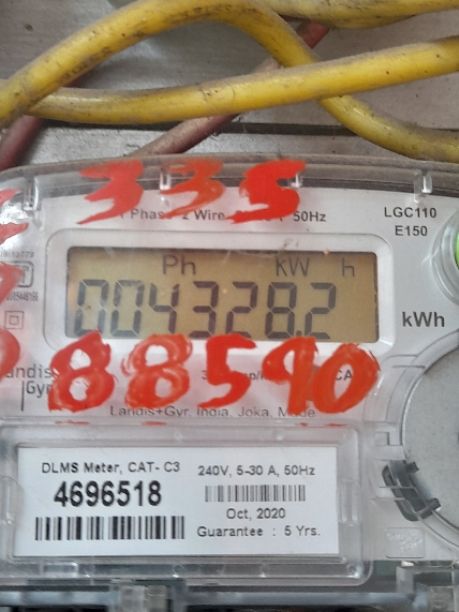 335
1 Phase 2 Wire 50Hz
LGC110
E150
Ph kW h
004328.2
kWh
88590
Landis+Gyr, India, Joka,
DLMS Meter, CAT- C3
240V, 5-30 A, 50Hz
4696518
Oct, 2020
Guarantee : 5 Yrs.